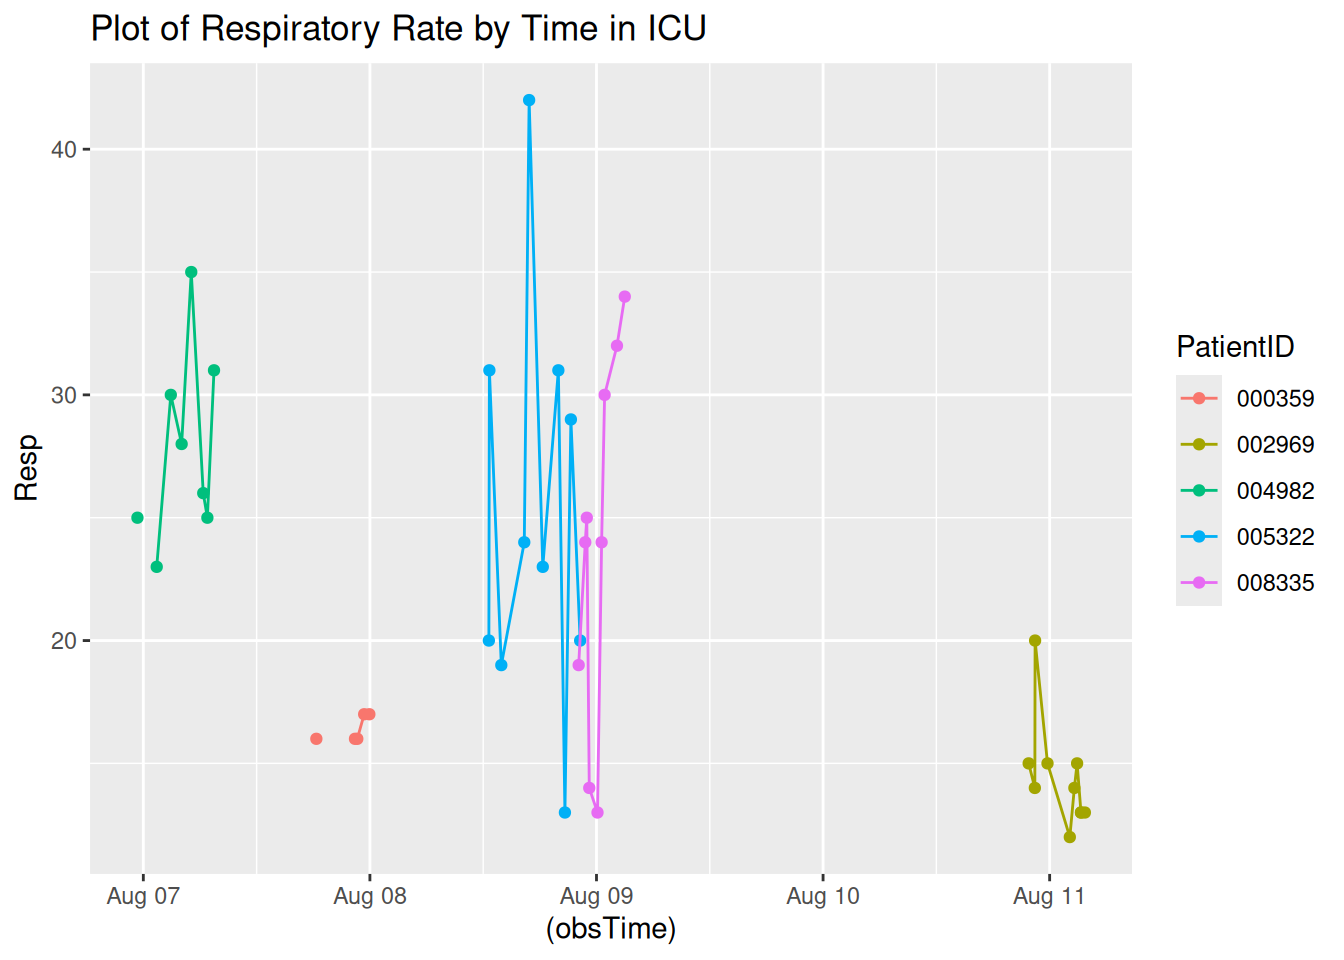 Plot of Respiratory Rate by Time in ICU
40
30
20
Resp
Aug 07
Aug 08
Aug 09
Aug 10
Aug 11
(obsTime)
PatientID
000359
002969
004982
005322
008335